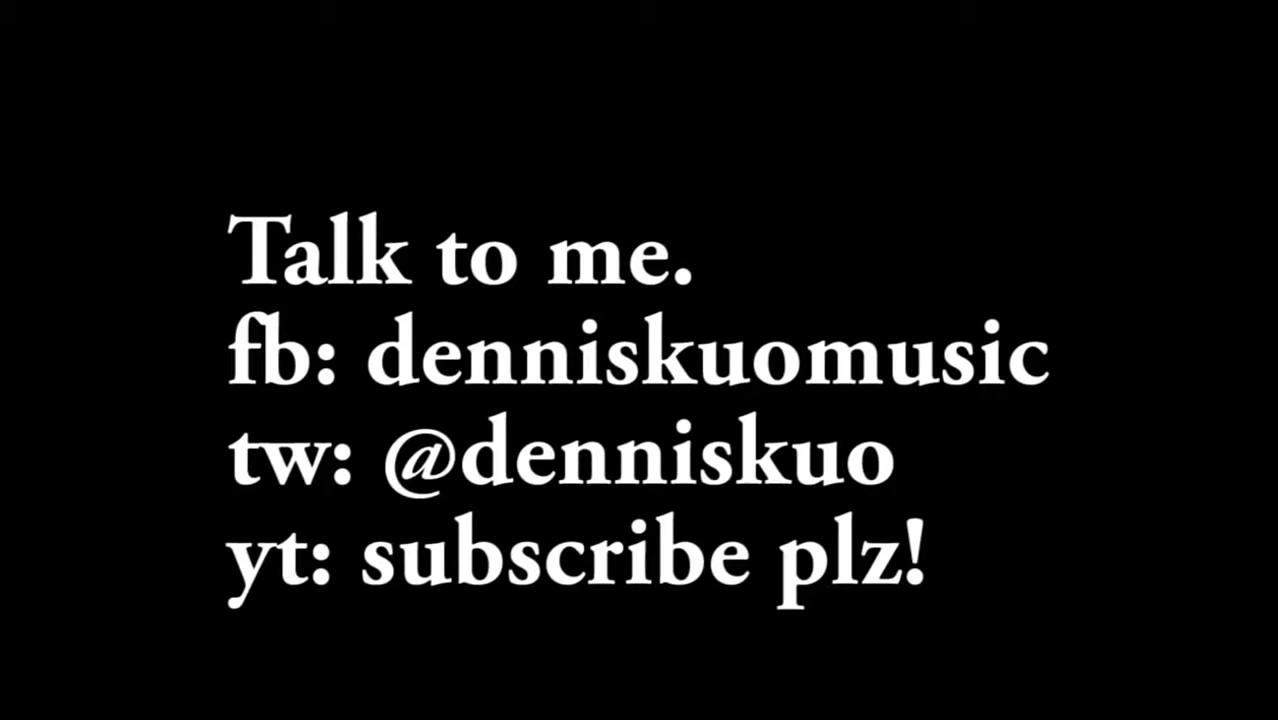 Talk to me.
fb: denniskuomusic
tw: @denniskuo
yt: subscribe plz!